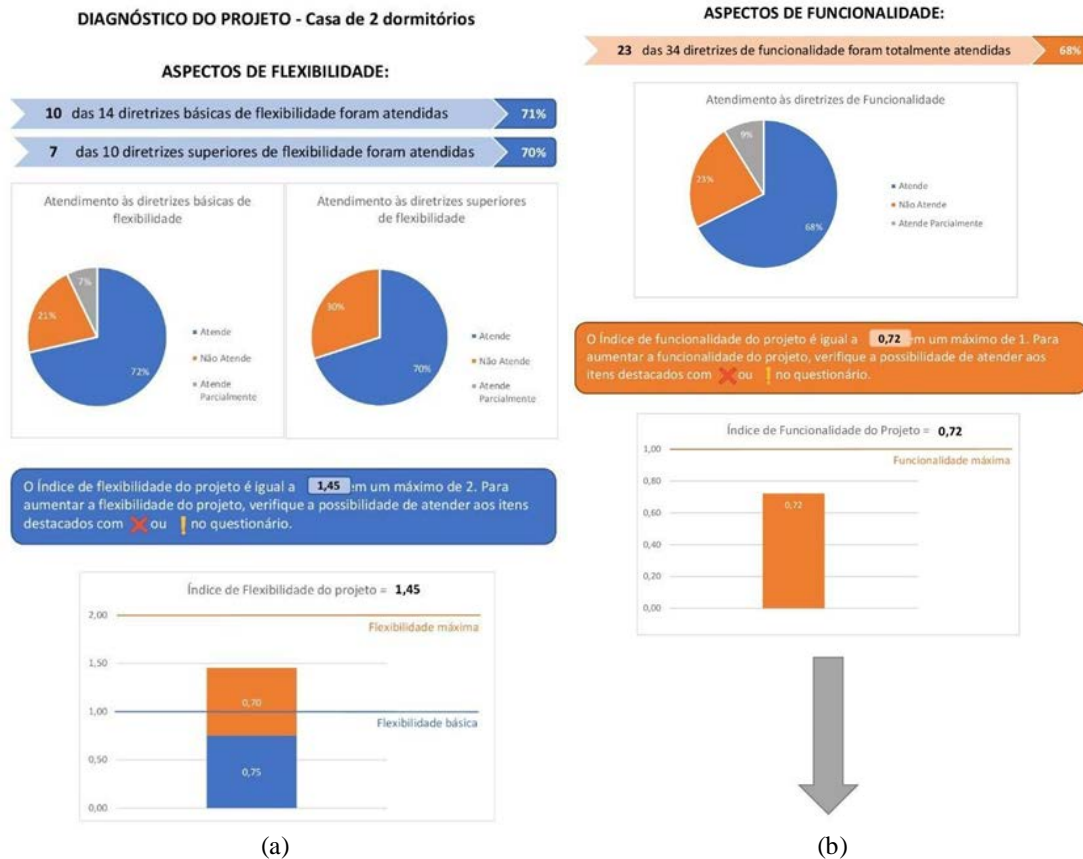 DIAGNÓSTICO DO PROJETO - Casa de 2 dormitórios
ASPECTOS DE FLEXIBILIDADE:
10 das 14 diretrizes básicas de flexibilidade foram atendidas 71%
7 das 10 diretrizes superiores de flexibilidade foram atendidas 70%
Atendimento às diretrizes básicas de
flexibilidade
7%
21%
72%
Atende
Não Atende
Atende
Parcialmente
Atendimento às diretrizes superiores
de flexibilidade
30%
70%
Atende
Não Atende
Atende
Parcialmente
O Índice de flexibilidade do projeto é igual a 1,45 em um máximo de 2. Para
aumentar a flexibilidade do projeto, verifique a possibilidade de atender aos itens
destacados com ❌ ou ❗ no questionário.
Índice de Flexibilidade do projeto = 1,45
2,00
Flexibilidade máxima
1,50
0,70
1,00
Flexibilidade básica
0,50
0,75
0,00
(a)
ASPECTOS DE FUNCIONALIDADE:
23 das 34 diretrizes de funcionalidade foram totalmente atendidas 68%
Atendimento às diretrizes de Funcionalidade
9%
23%
68%
Atende
Não Atende
Atende Parcialmente
O Índice de funcionalidade do projeto é igual a 0,72 em um máximo de 1. Para
aumentar a funcionalidade do projeto, verifique a possibilidade de atender aos
itens destacados com ❌ ou ❗ no questionário.
Índice de Funcionalidade do Projeto = 0,72
1,00
Funcionalidade máxima
0,80
0,72
0,60
0,40
0,20
0,00
(b)